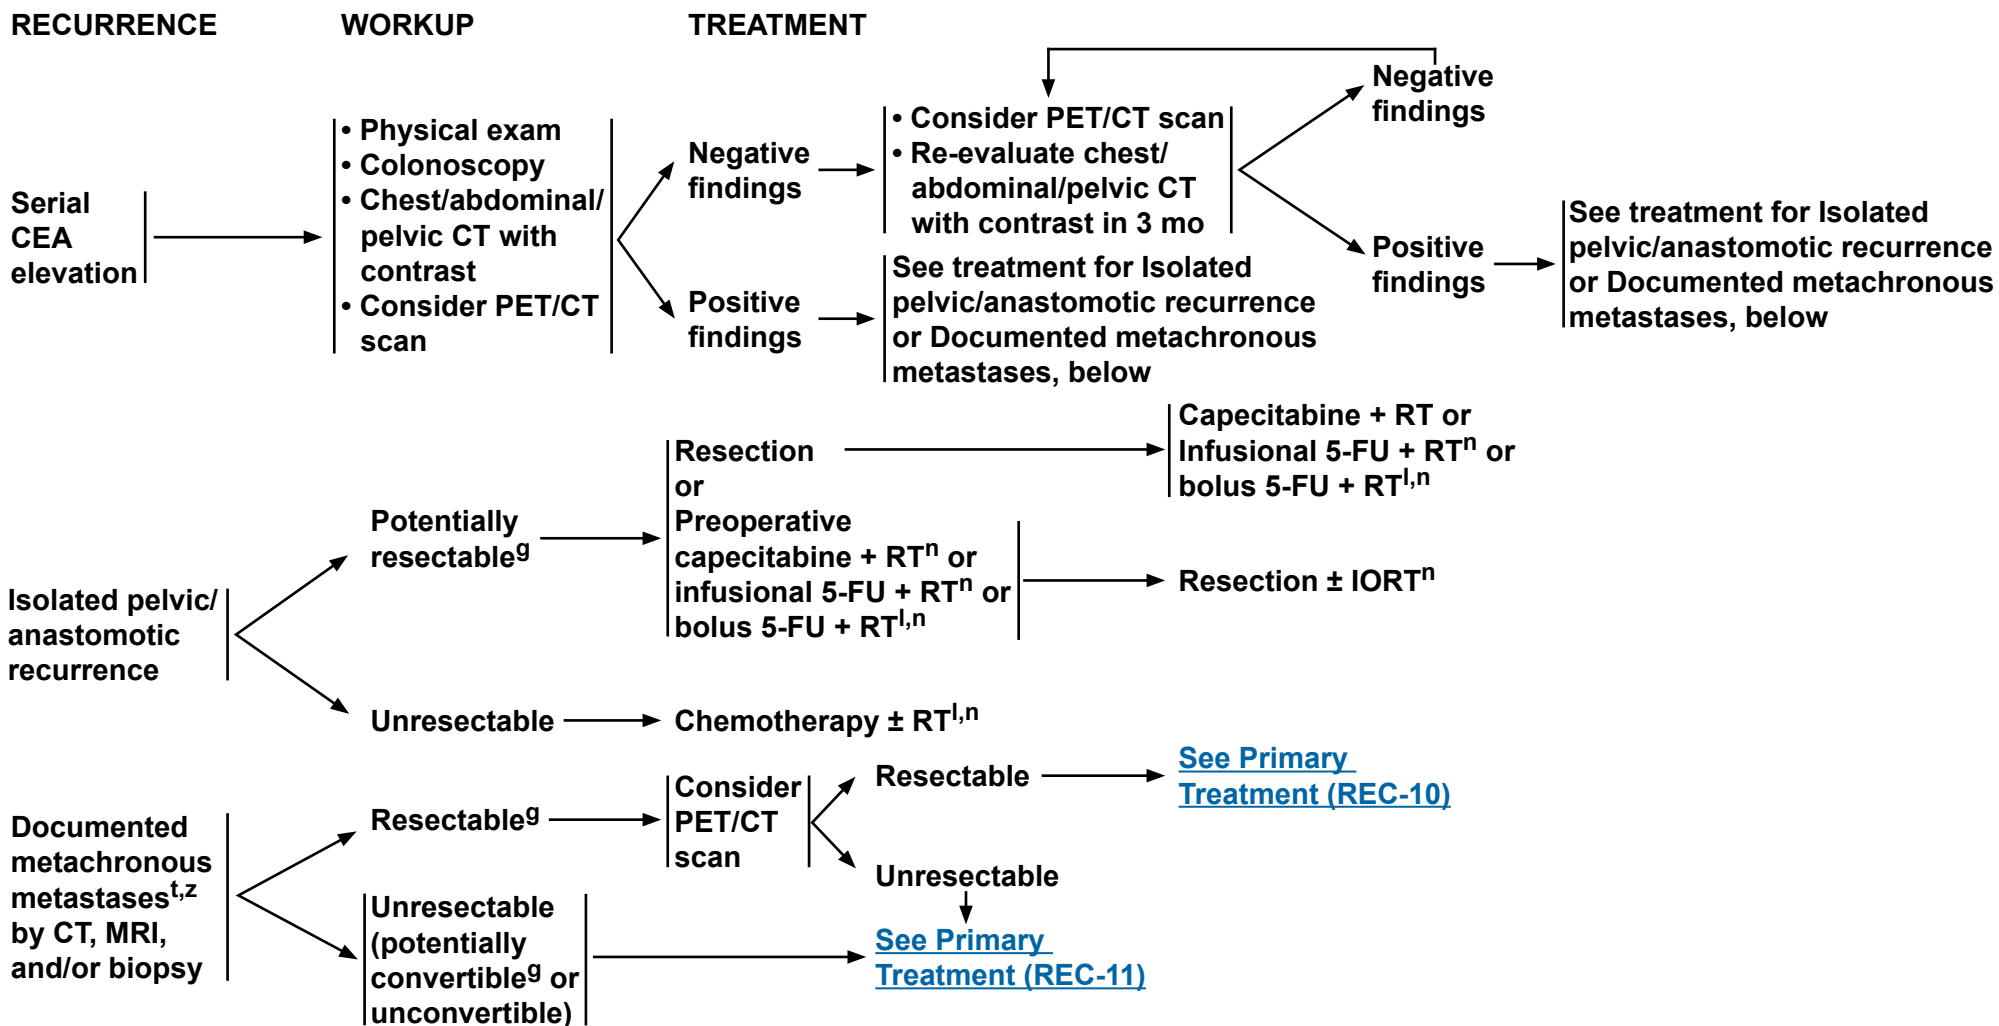 RECURRENCE
WORKUP
TREATMENT
Serial
CEA
elevation
• Physical exam
• Colonoscopy
• Chest/abdominal/
pelvic CT with
contrast
• Consider PET/CT
scan
Negative
findings
• Consider PET/CT scan
• Re-evaluate chest/
abdominal/pelvic CT
with contrast in 3 mo
Negative
findings
Positive
findings
See treatment for Isolated
pelvic/anastomotic recurrence
or Documented metachronous
metastases, below
Positive
findings
See treatment for Isolated
pelvic/anastomotic recurrence
or Documented metachronous
metastases, below
Isolated pelvic/
anastomotic
recurrence
Potentially
resectableg
Resection
or
Preoperative
capecitabine + RTn or
infusional 5-FU + RTn or
bolus 5-FU + RTl,n
Capecitabine + RT or
Infusional 5-FU + RTn or
bolus 5-FU + RTl,n
Resection ± IORTn
Unresectable
Chemotherapy ± RTl,n
Documented
metachronous
metastasest,z
by CT, MRI,
and/or biopsy
Resectableg
Consider
PET/CT
scan
Resectable
See Primary
Treatment (REC-10)
Unresectable
Unresectable
(potentially
convertibleg or
unconvertible)
See Primary
Treatment (REC-11)